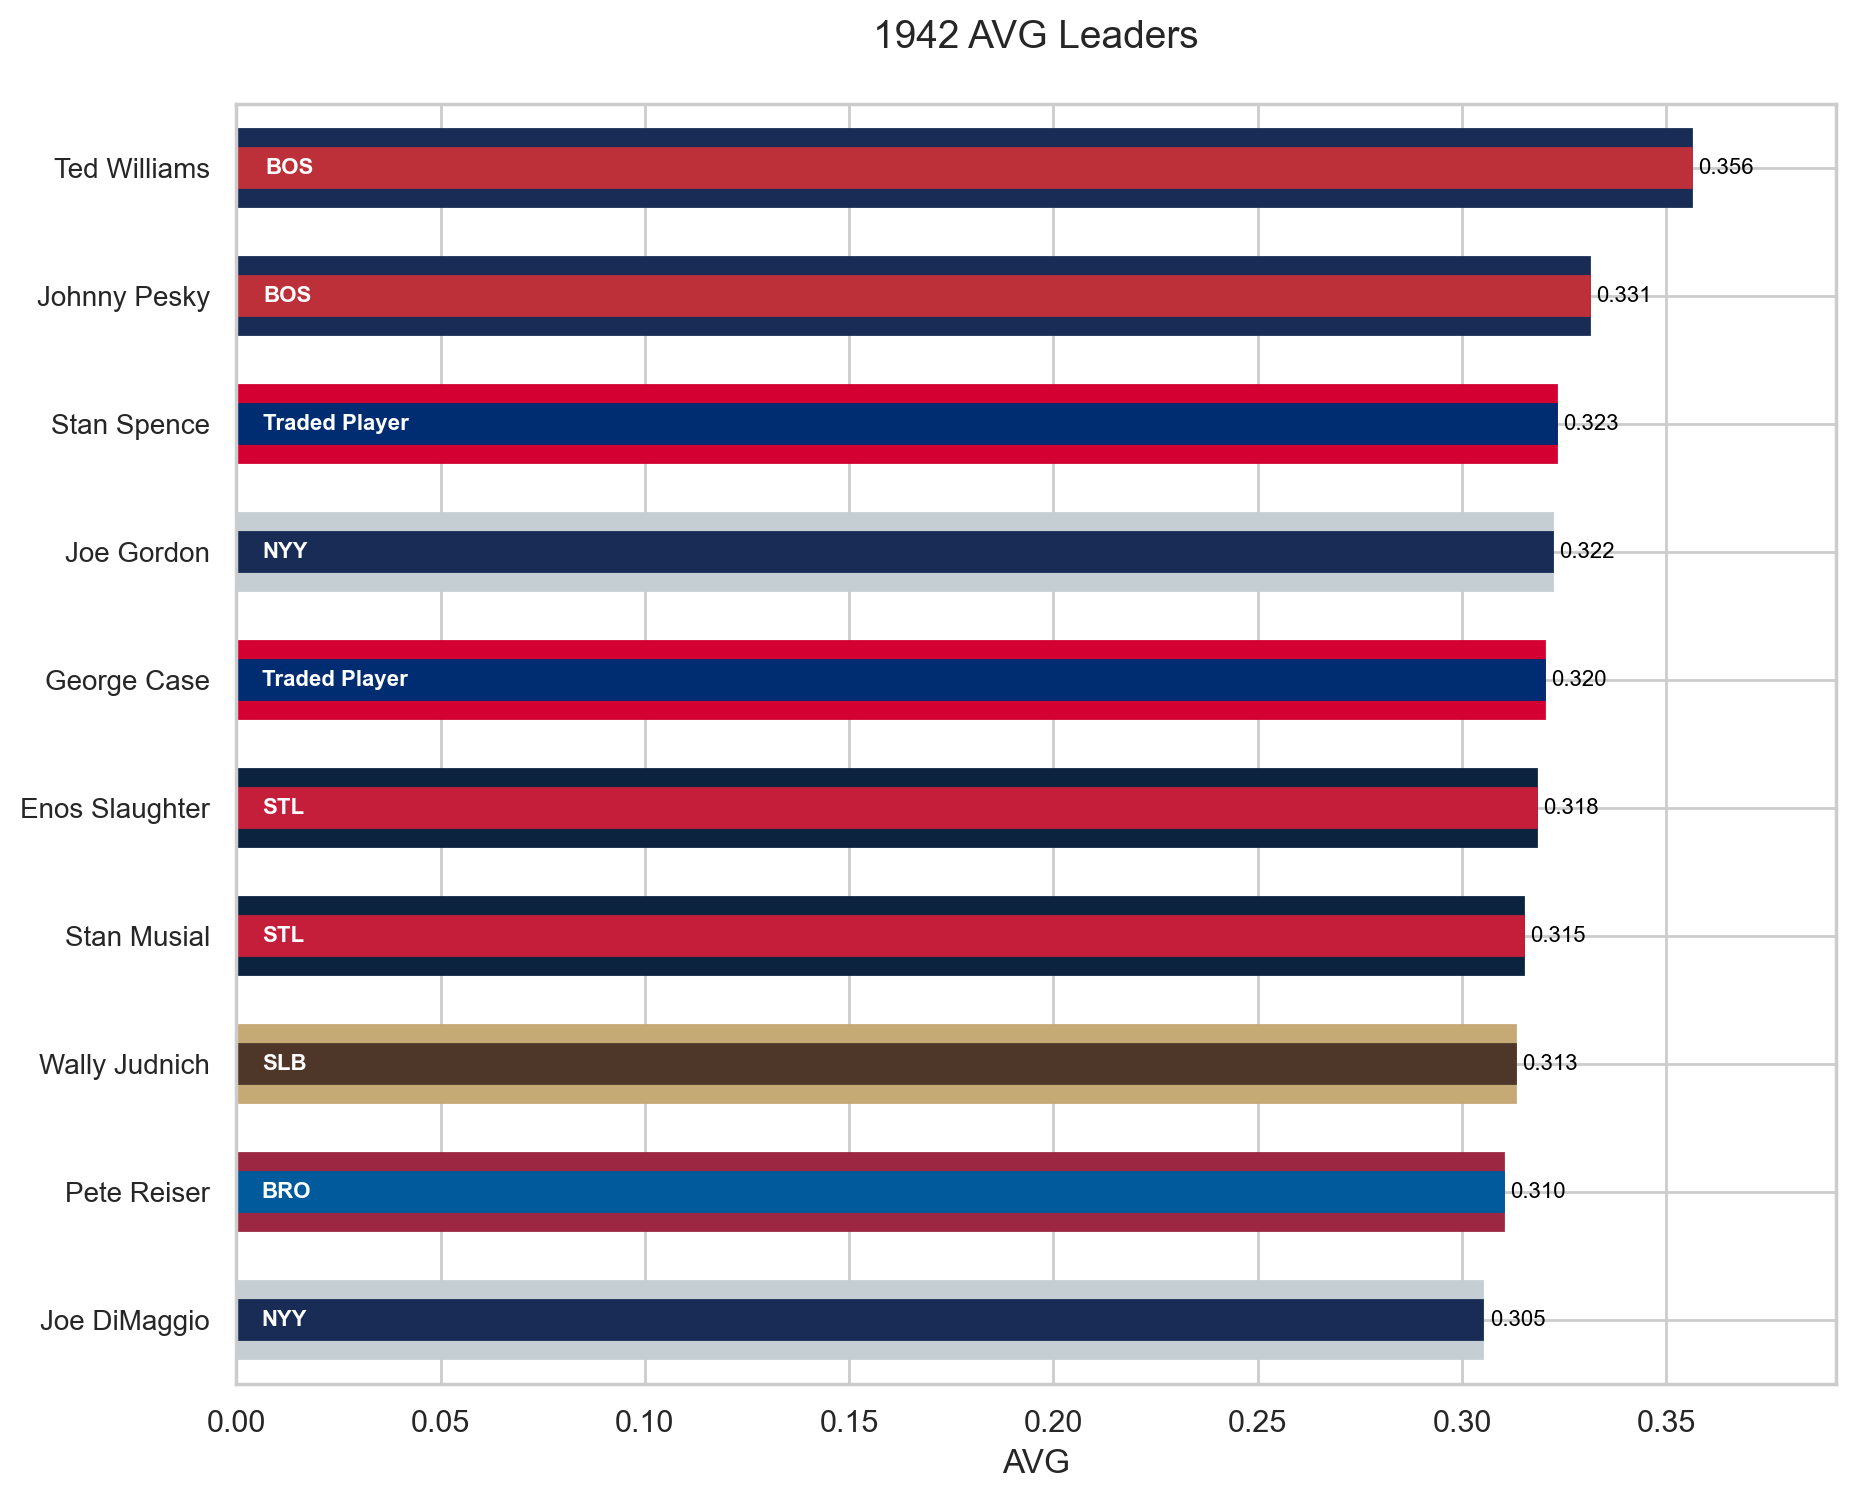 1942 AVG Leaders
Ted Williams BOS 0.356
Johnny Pesky BOS 0.331
Stan Spence Traded Player 0.323
Joe Gordon NYY 0.322
George Case Traded Player 0.320
Enos Slaughter STL 0.318
Stan Musial STL 0.315
Wally Judnich SLB 0.313
Pete Reiser BRO 0.310
Joe DiMaggio NYY 0.305
0.00 0.05 0.10 0.15 0.20 0.25 0.30 0.35
AVG